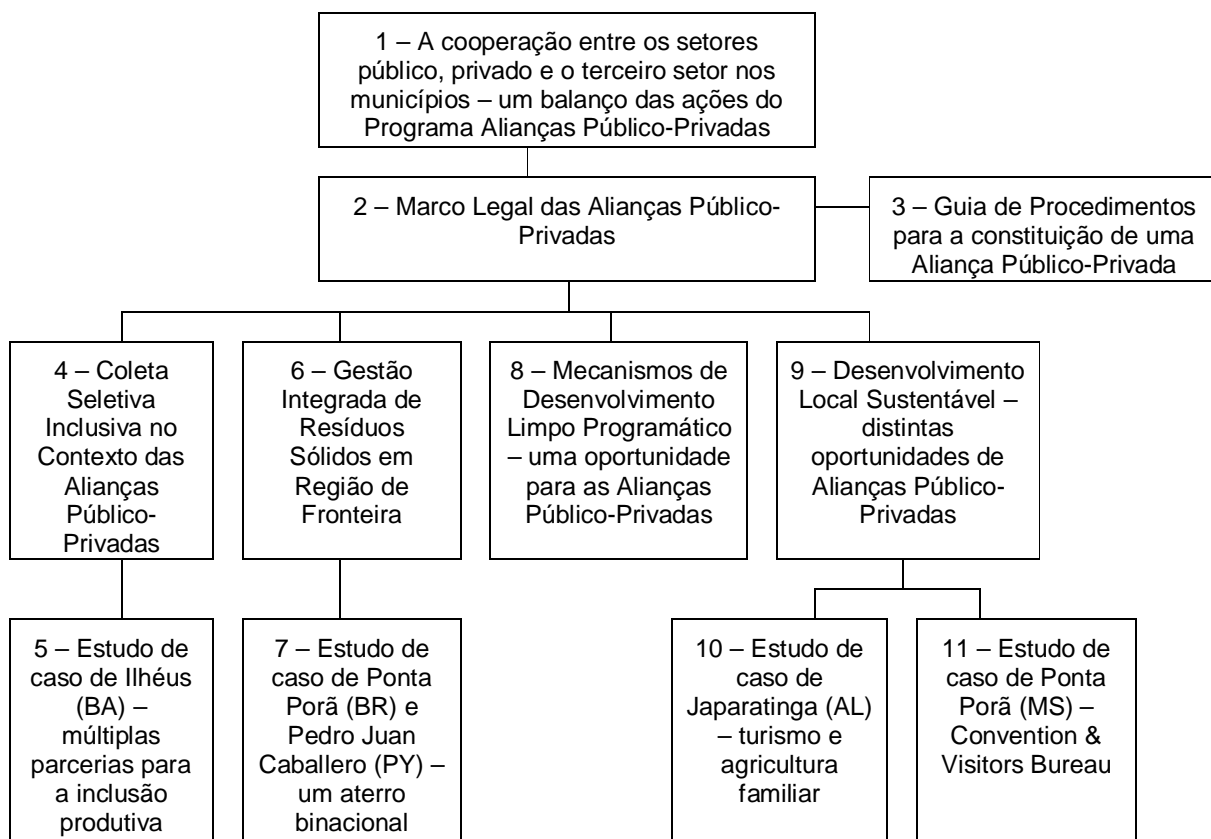 1 – A cooperação entre os setores
público, privado e o terceiro setor nos
municípios – um balanço das ações do
Programa Alianças Público-Privadas
2 – Marco Legal das Alianças Público-
Privadas
3 – Guia de Procedimentos
para a constituição de uma
Aliança Público-Privada
4 – Coleta
Seletiva
Inclusiva no
Contexto das
Alianças
Público-
Privadas
6 – Gestão
Integrada de
Resíduos
Sólidos em
Região de
Fronteira
8 – Mecanismos de
Desenvolvimento
Limpo Programático
– uma oportunidade
para as Alianças
Público-Privadas
9 – Desenvolvimento
Local Sustentável –
distintas
oportunidades de
Alianças Público-
Privadas
5 – Estudo de
caso de Ilhéus
(BA) –
múltiplas
parcerias para
a inclusão
produtiva
7 – Estudo de
caso de Ponta
Porã (BR) e
Pedro Juan
Caballero (PY) –
um aterro
binacional
10 – Estudo de
caso de
Japaratinga (AL)
– turismo e
agricultura
familiar
11 – Estudo de
caso de Ponta
Porã (MS) –
Convention &
Visitors Bureau